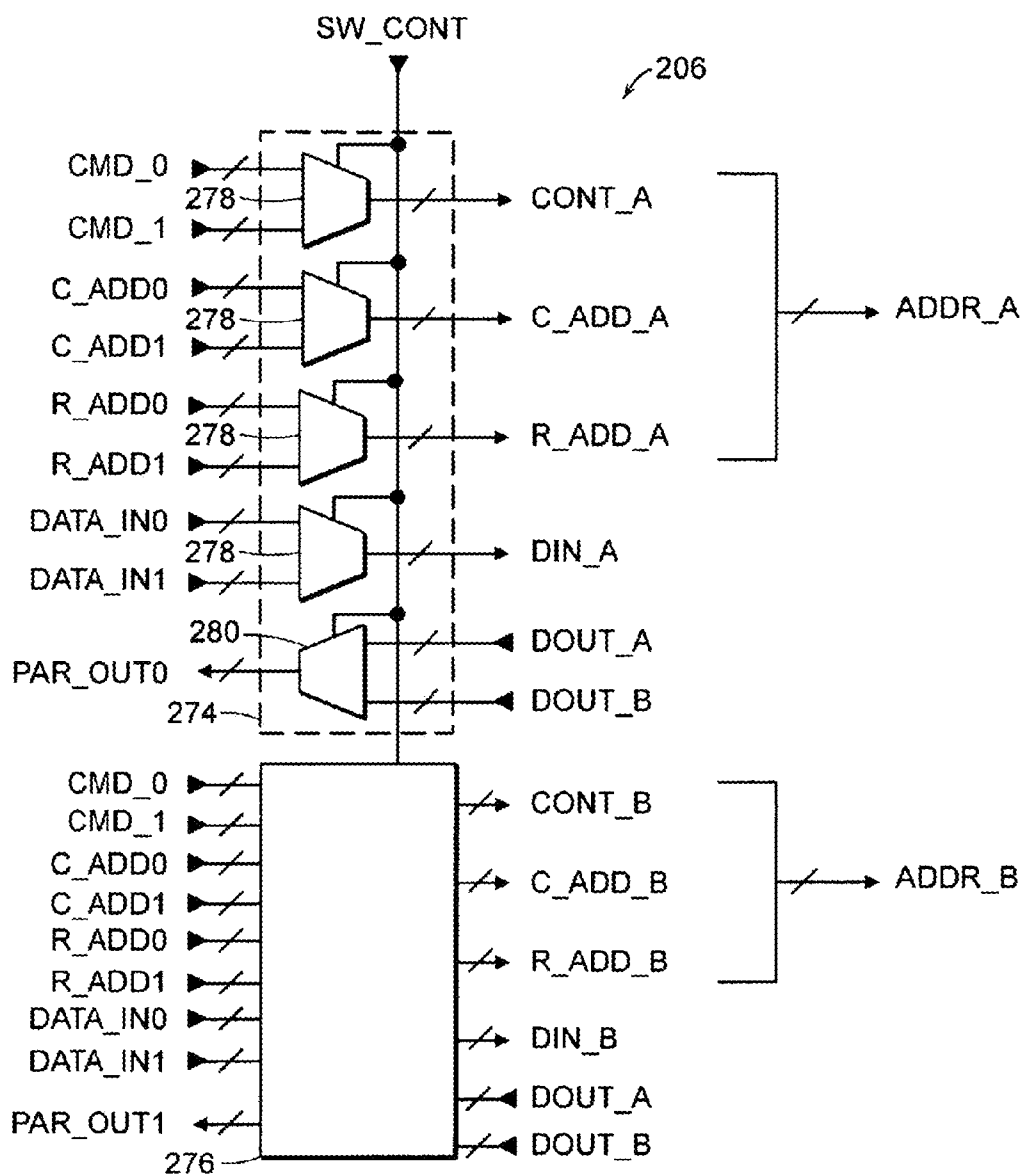 SW_CONT
206
CMD_0
278
CMD_1
CONT_A
C_ADD0
278
C_ADD1
C_ADD_A
ADDR_A
R_ADD0
278
R_ADD1
R_ADD_A
DATA_IN0
278
DATA_IN1
DIN_A
280
PAR_OUT0
274
DOUT_A
DOUT_B
CMD_0
CMD_1
C_ADD0
C_ADD1
R_ADD0
R_ADD1
DATA_IN0
DATA_IN1
PAR_OUT1
276
CONT_B
C_ADD_B
R_ADD_B
ADDR_B
DIN_B
DOUT_A
DOUT_B